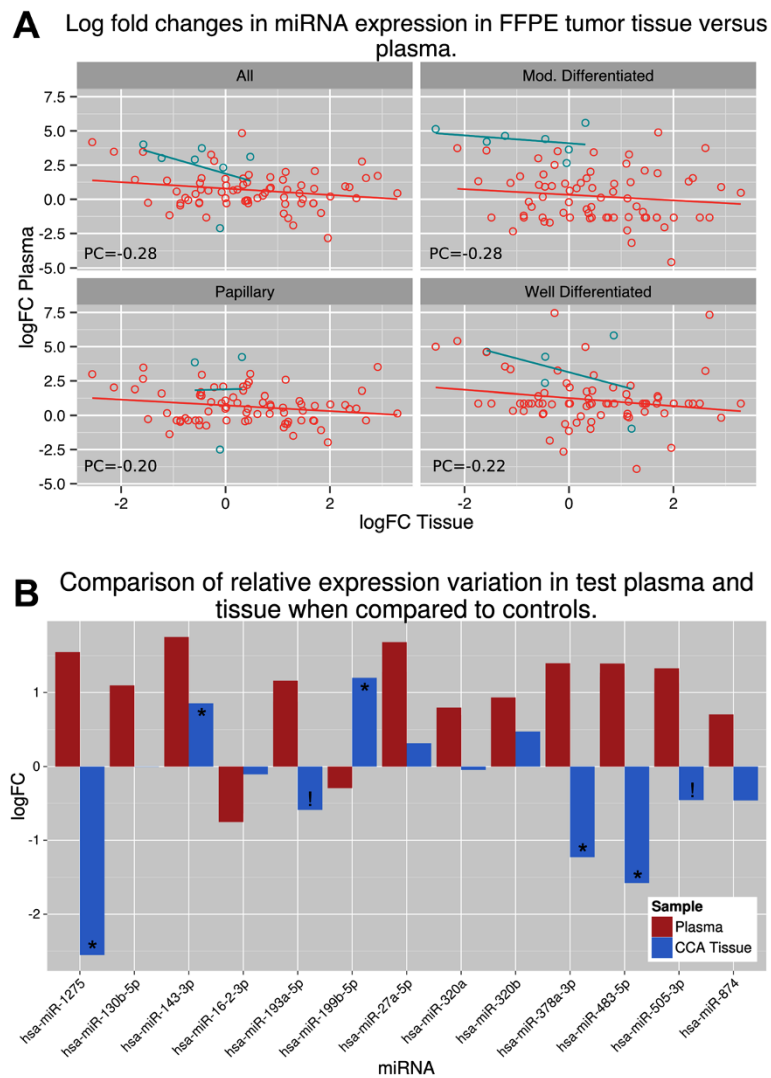 A
Log fold changes in miRNA expression in FFPE tumor tissue versus
plasma.
All
Mod. Differentiated
7.5
5.0
2.5
0.0
-2.5
-5.0
PC=-0.28
PC=-0.28
logFC Plasma
Papillary
Well Differentiated
7.5
5.0
2.5
0.0
-2.5
-5.0
PC=-0.20
PC=-0.22
-2 0 2 -2 0 2
logFC Tissue
B
Comparison of relative expression variation in test plasma and
tissue when compared to controls.
1
0
-1
-2
logFC
* * ! * * * !
Sample
Plasma
CCA Tissue
hsa-miR-1275
hsa-miR-130b-5p
hsa-miR-143-3p
hsa-miR-16-2-3p
hsa-miR-193a-5p
hsa-miR-199b-5p
hsa-miR-27a-5p
hsa-miR-320a
hsa-miR-320b
hsa-miR-378a-3p
hsa-miR-483-5p
hsa-miR-505-3p
hsa-miR-874
miRNA